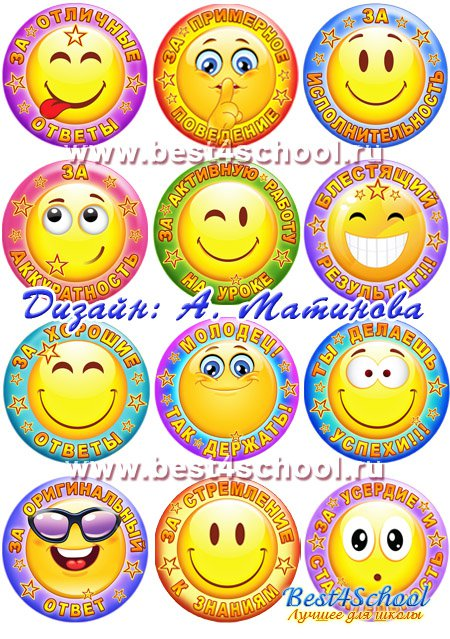 ЗА ОТЛИЧНЫЕ
ОТВЕТЫ
ЗА ПРИМЕРНОЕ
ПОВЕДЕНИЕ
ЗА
ИСПОЛНИТЕЛЬНОСТЬ
www.best4school.ru
ЗА
АККУРАТНОСТЬ
ЗА АКТИВНУЮ РАБОТУ
НА УРОКЕ
БЛЕСТЯЩИЙ
РЕЗУЛЬТАТ!!!
Дизайн: А. Матинова
ЗА ХОРОШИЕ
ОТВЕТЫ
МОЛОДЕЦ!
ТАК ДЕРЖАТЬ!
ТЫ ДЕЛАЕШЬ
УСПЕХИ!!!
www.best4school.ru
ЗА ОРИГИНАЛЬНЫЙ
ОТВЕТ
ЗА СТРЕМЛЕНИЕ
К ЗНАНИЯМ
ЗА УСЕРДИЕ И
Best4School
Лучшее для школы